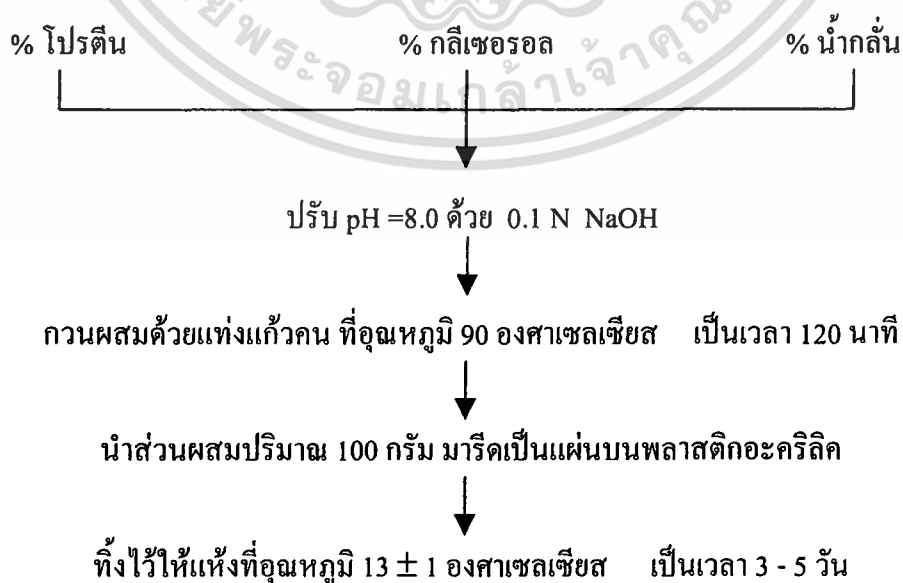 % โปรตีน % กลีเซอรอล % น้ำกลั่น
ปรับ pH =8.0 ด้วย 0.1 N NaOH
กวนผสมด้วยแท่งแก้วคน ที่อุณหภูมิ 90 องศาเซลเซียส เป็นเวลา 120 นาที
นำส่วนผสมปริมาณ 100 กรัม มารีดเป็นแผ่นบนพลาสติกอะคริลิค
ทิ้งไว้ให้แห้งที่อุณหภูมิ 13 ± 1 องศาเซลเซียส เป็นเวลา 3 - 5 วัน